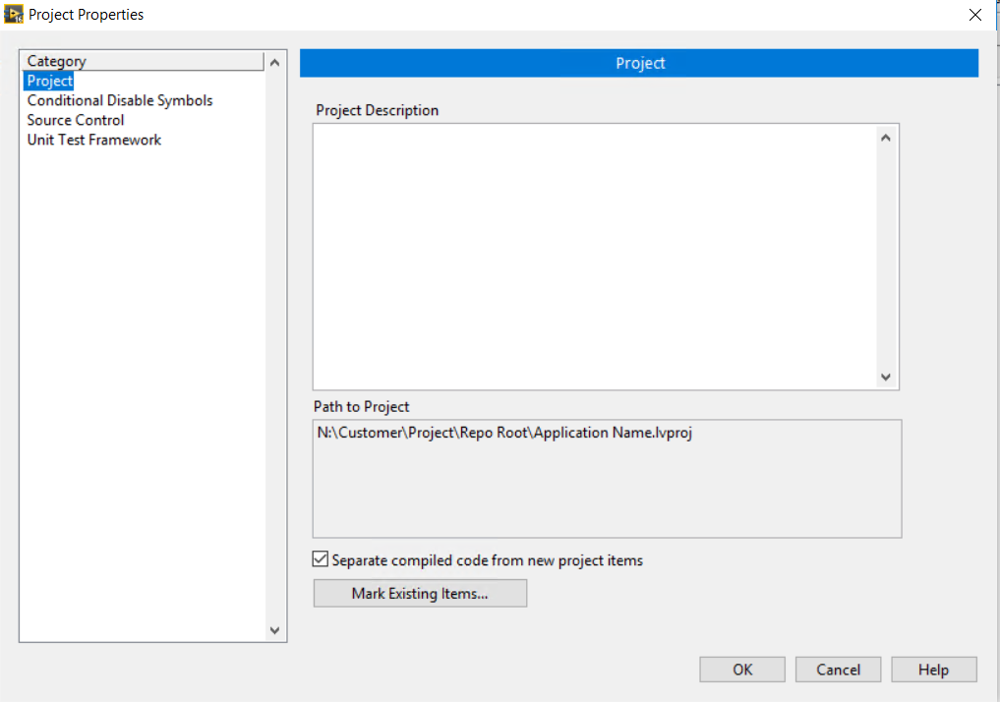 Project Properties
Category
Project
Conditional Disable Symbols
Source Control
Unit Test Framework
Project
Project Description
Path to Project
N:\Customer\Project\Repo Root\Application Name.lvproj
Separate compiled code from new project items
Mark Existing Items...
OK
Cancel
Help